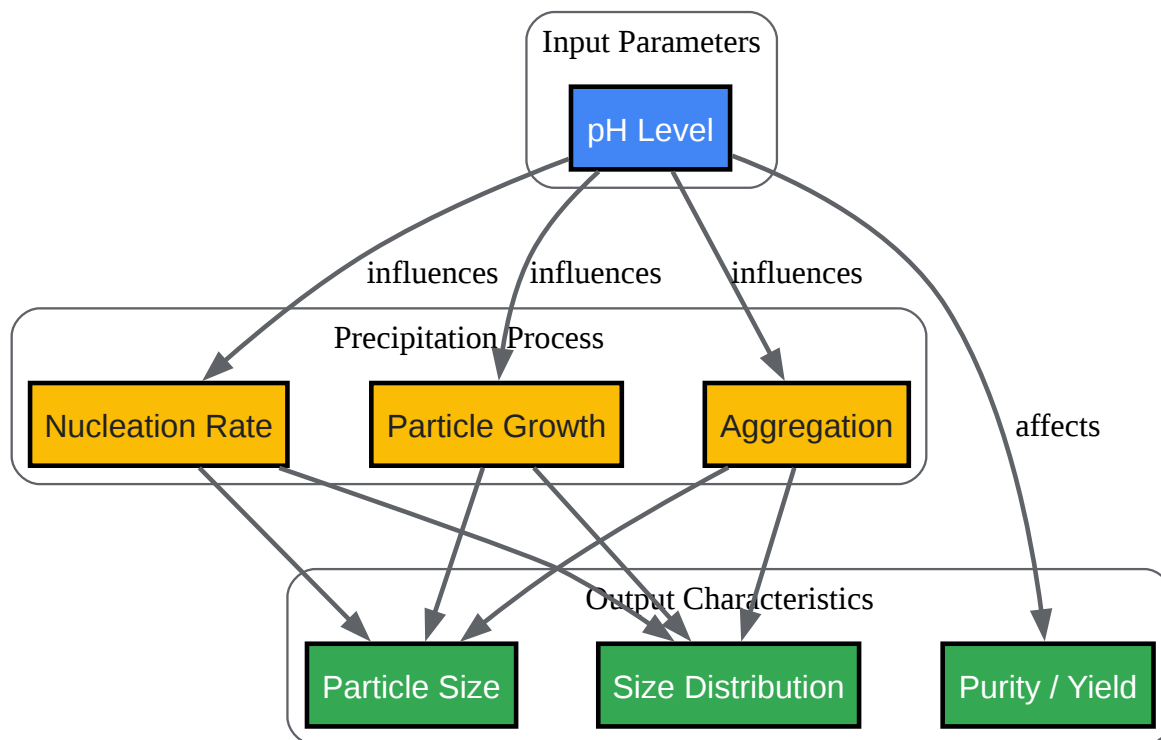 Input Parameters
pH Level
influences
influences
influences
Precipitation Process
Nucleation Rate
Particle Growth
Aggregation
affects
Output Characteristics
Particle Size
Size Distribution
Purity / Yield